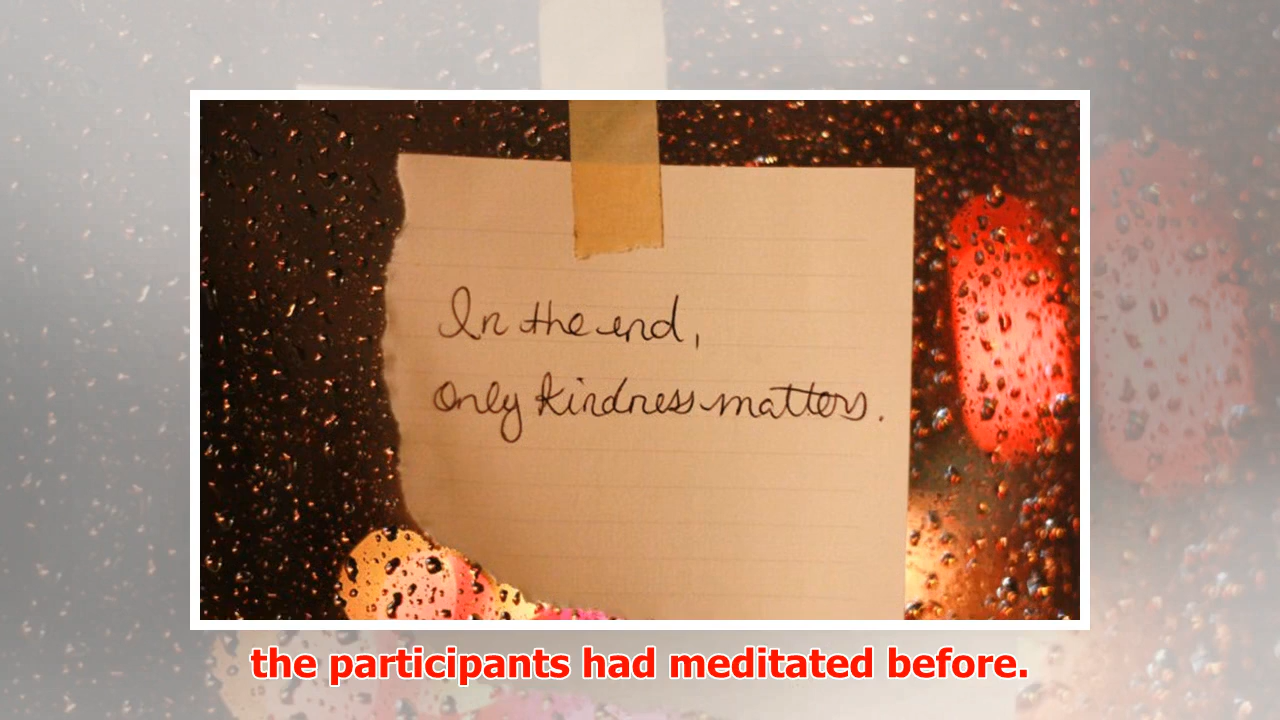 In the end,
only kindness matters.
the participants had meditated before.